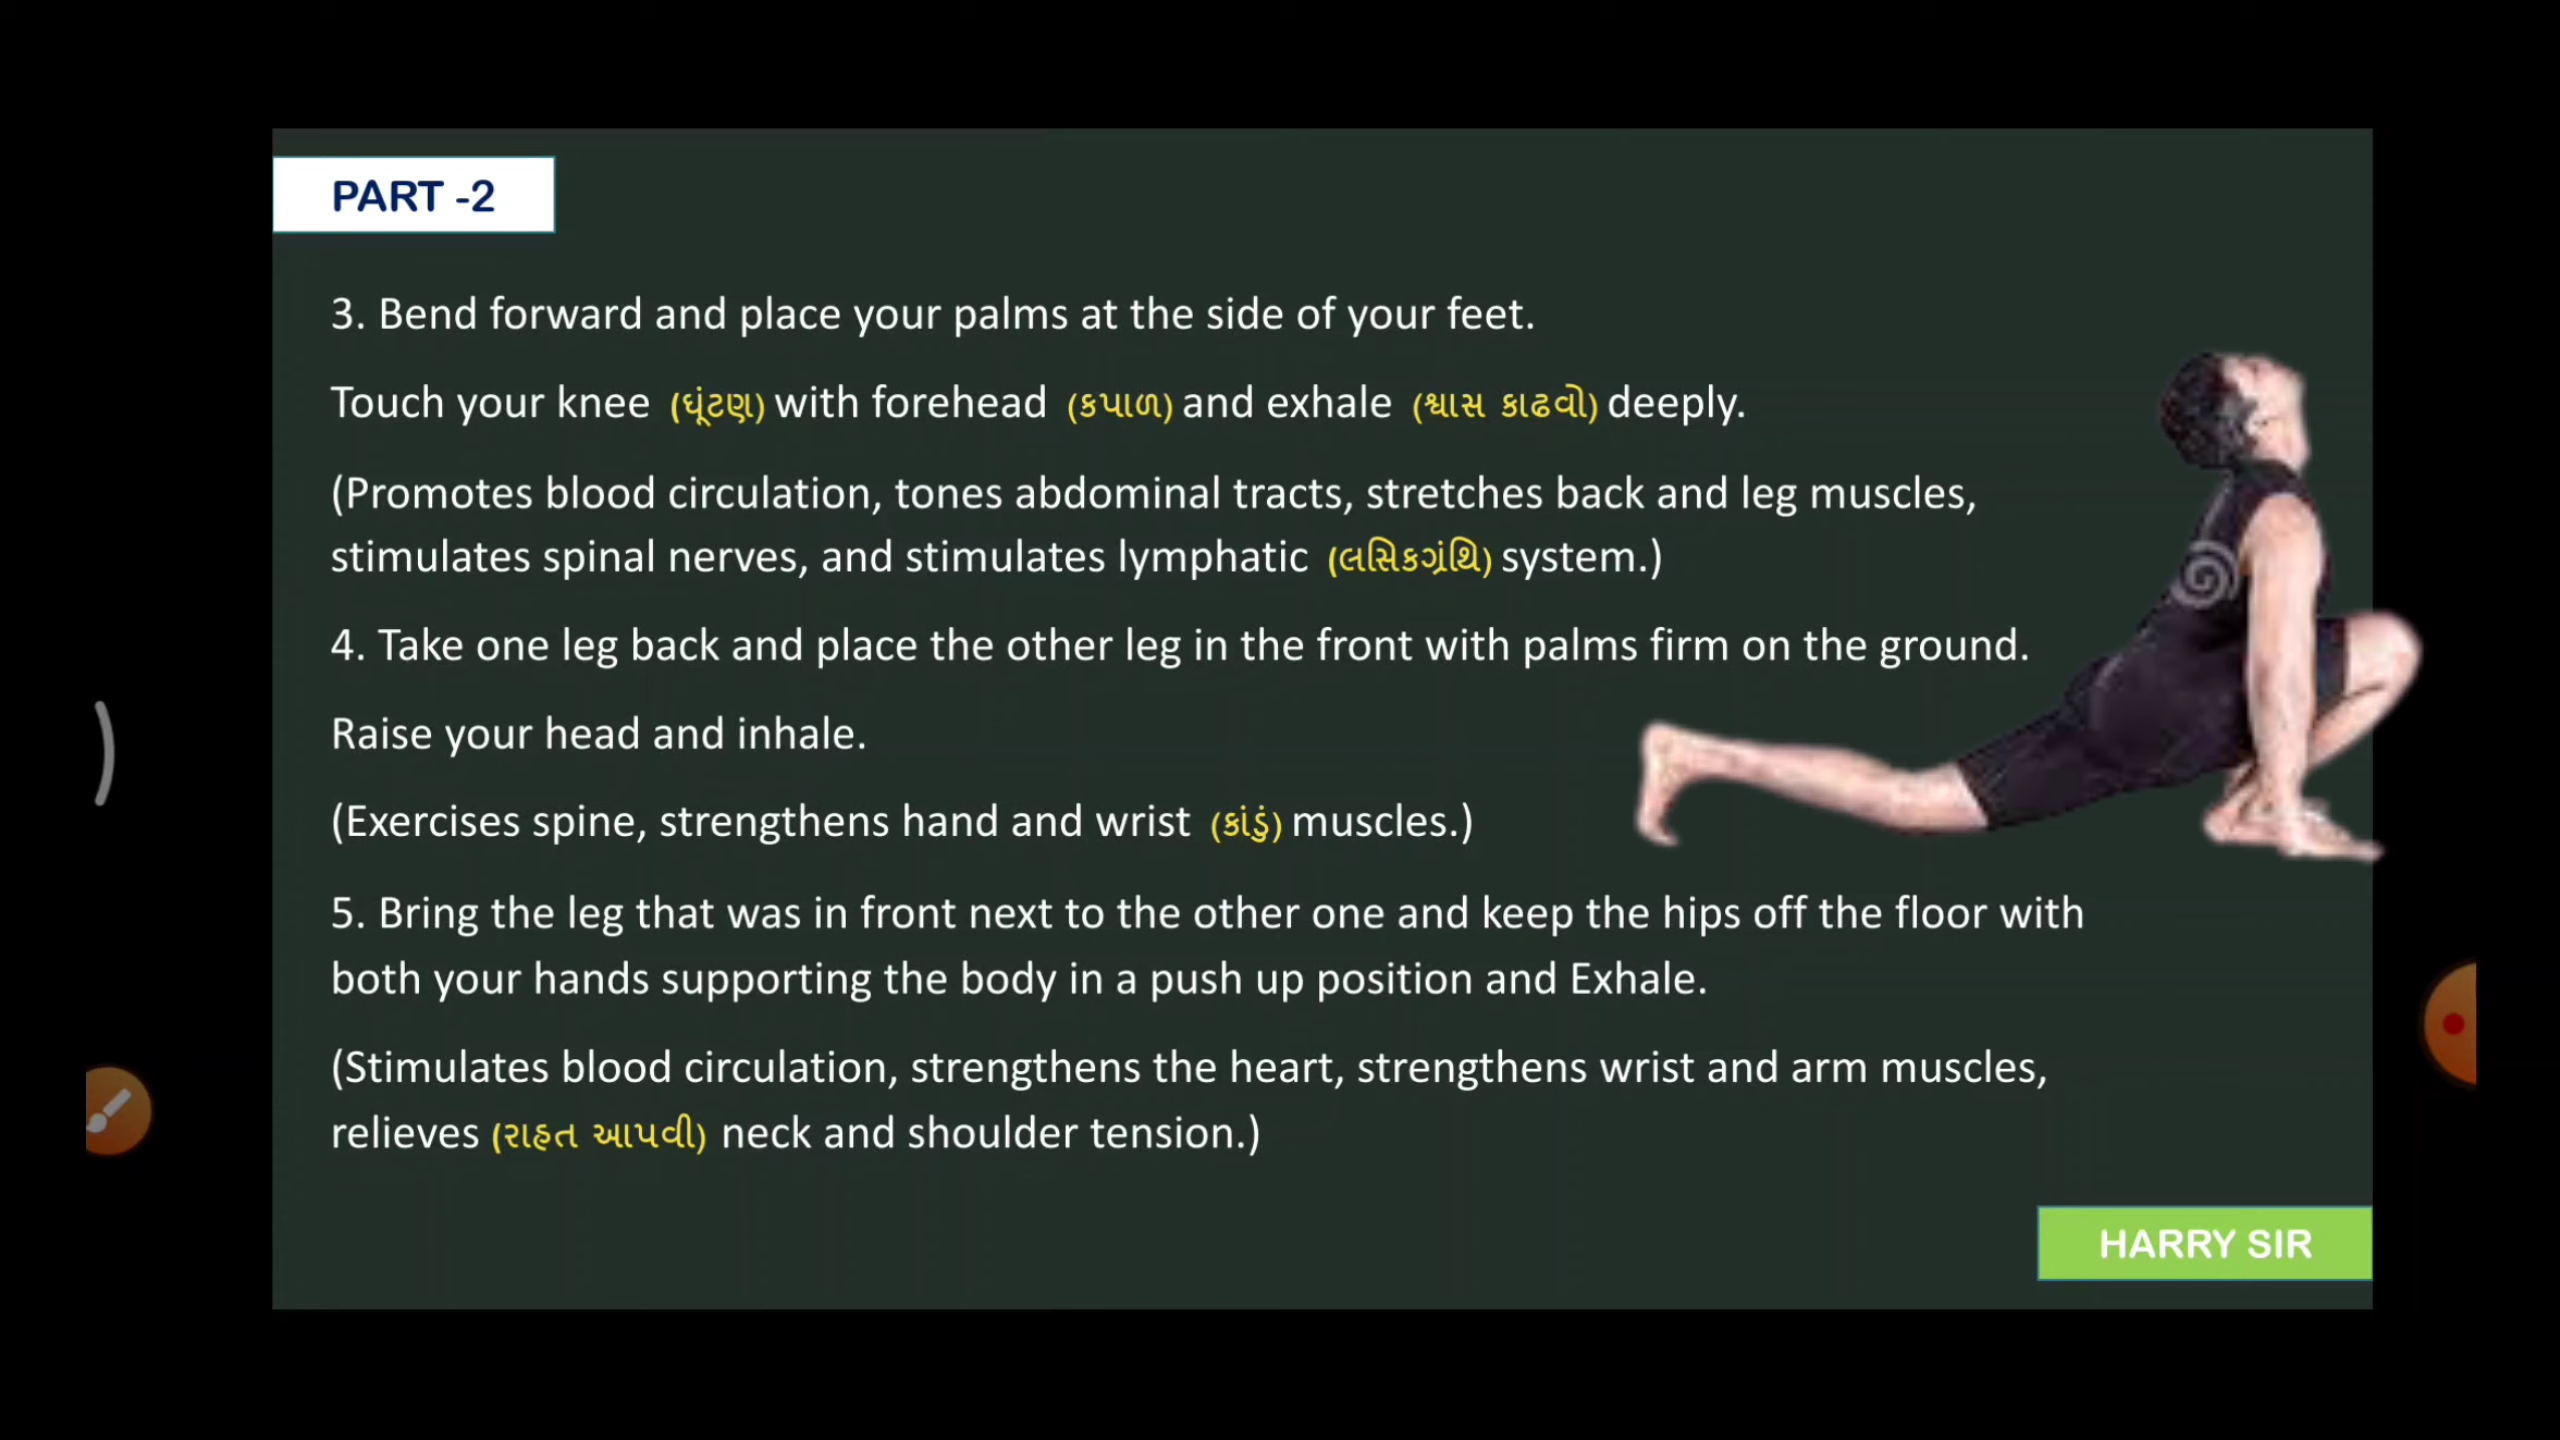 PART -2
3. Bend forward and place your palms at the side of your feet.
Touch your knee (ઘૂંટણ) with forehead (કપાળ) and exhale (શ્વાસ કાઢવો) deeply.
(Promotes blood circulation, tones abdominal tracts, stretches back and leg muscles,
stimulates spinal nerves, and stimulates lymphatic (લસિકગ્રંથિ) system.)
4. Take one leg back and place the other leg in the front with palms firm on the ground.
Raise your head and inhale.
(Exercises spine, strengthens hand and wrist (કાંડું) muscles.)
5. Bring the leg that was in front next to the other one and keep the hips off the floor with
both your hands supporting the body in a push up position and Exhale.
(Stimulates blood circulation, strengthens the heart, strengthens wrist and arm muscles,
relieves (રાહત આપવી) neck and shoulder tension.)
HARRY SIR